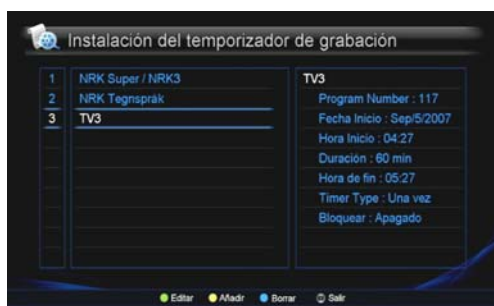 Instalación del temporizador de grabación
1 NRK Super / NRK3
2 NRK Tegnspråk
3 TV3
TV3
Program Number : 117
Fecha Inicio : Sep/5/2007
Hora Inicio : 04:27
Duración : 60 min
Hora de fin : 05:27
Timer Type : Una vez
Bloquear : Apagado
Editar Añadir Borrar Salir